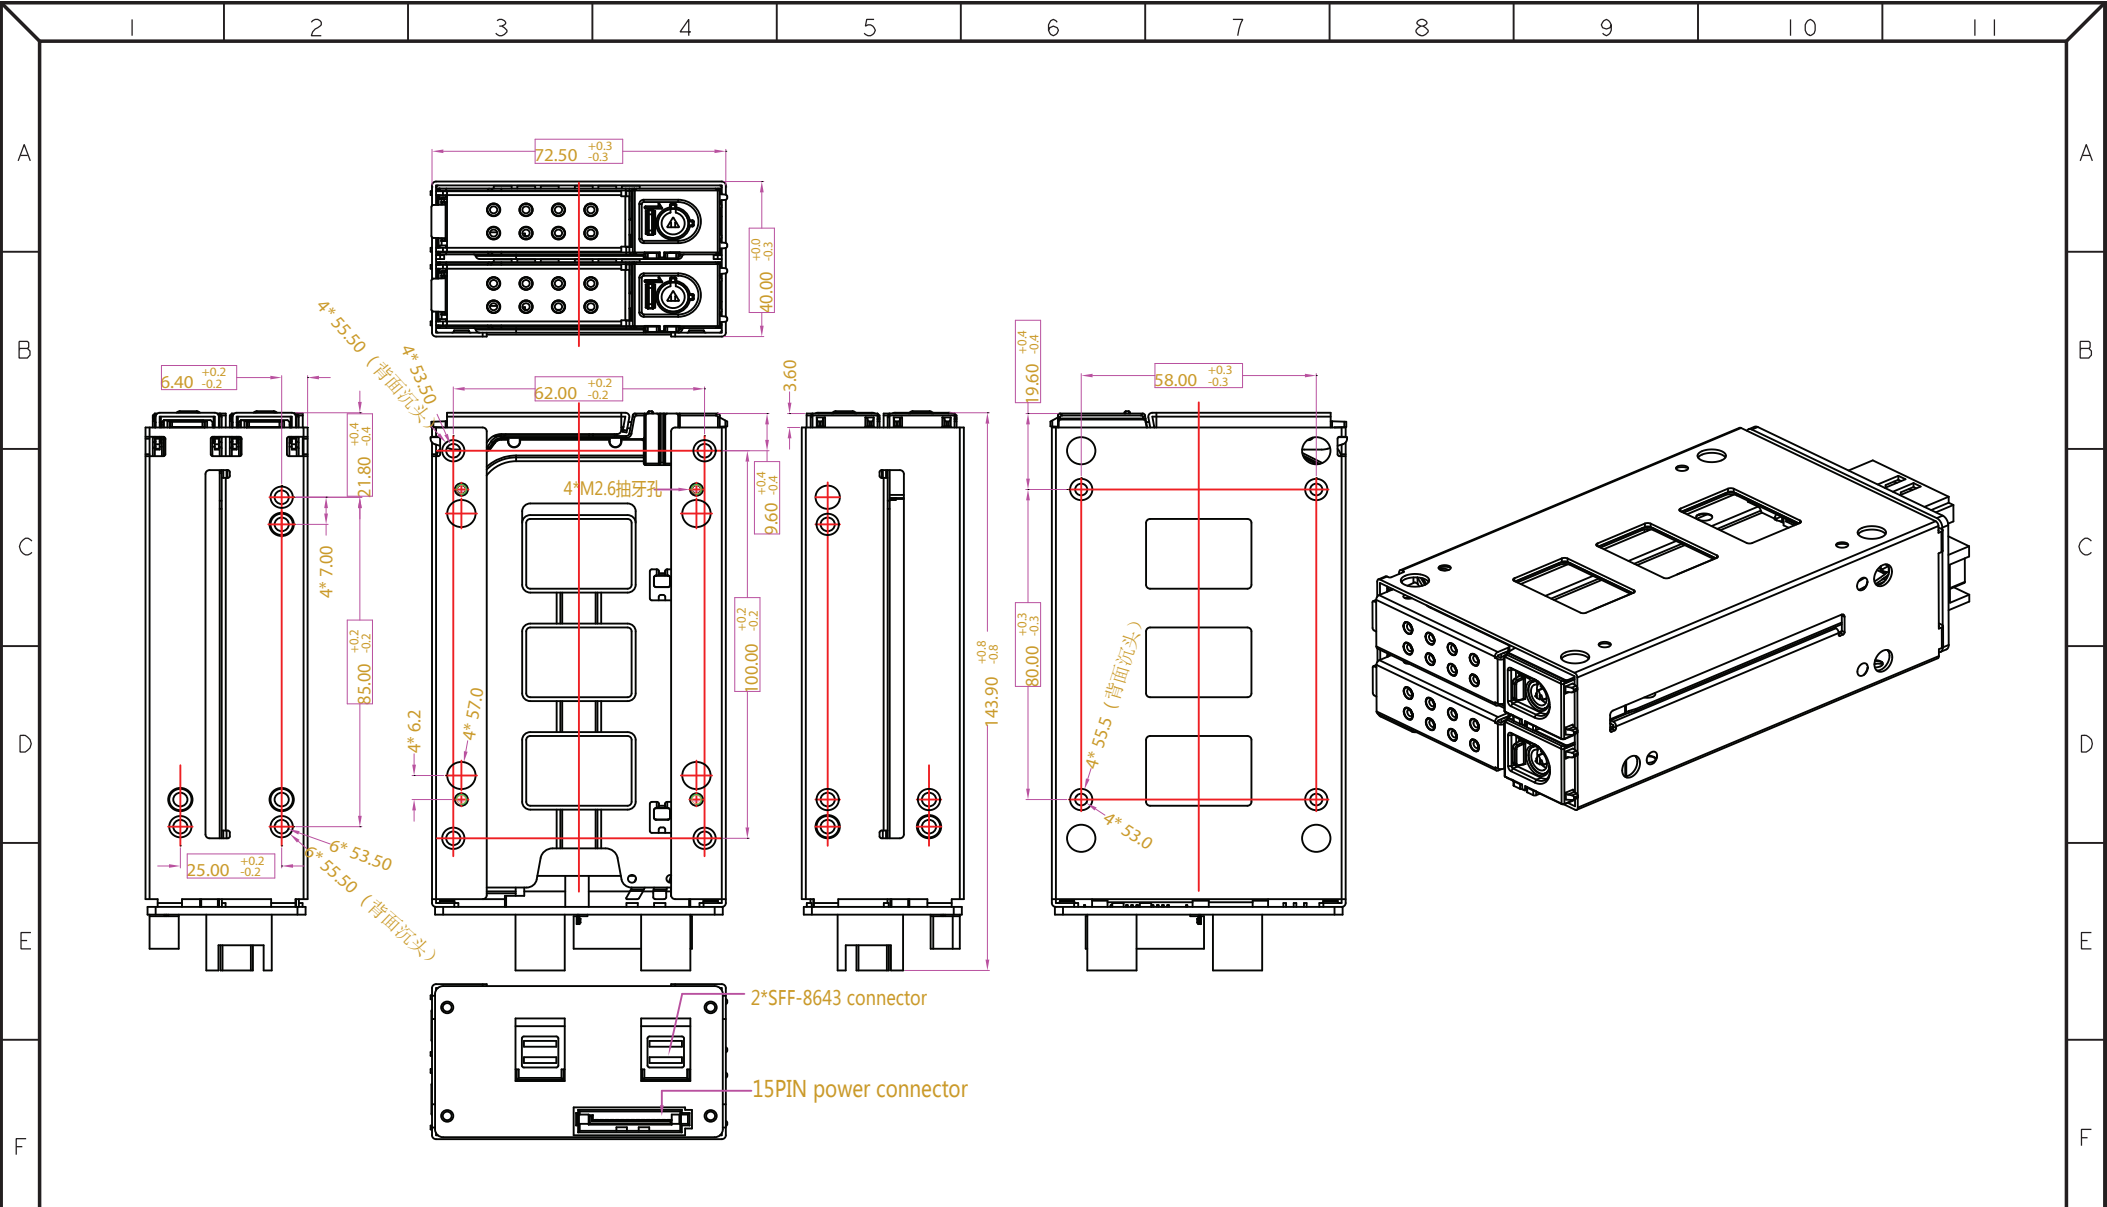 1 2 3 4 5 6 7 8 9 10 11
A A
72.50 +0.3 -0.3
40.00 +0.0 -0.3
B B
4* 55.50（背面沉头）
4* 53.50
6.40 +0.2 -0.2
62.00 +0.2 -0.2
3.60
19.60 +0.4 -0.4
58.00 +0.3 -0.3
21.80 +0.4 -0.4
4*M2.6抽牙孔
9.60 +0.4 -0.4
C C
4* 7.00
85.00 +0.2 -0.2
100.00 +0.2 -0.2
143.90 +0.8 -0.8
80.00 +0.3 -0.3
4* 55.5（背面沉头）
D D
4* 6.2
4* 57.0
4* 53.0
6* 53.50
6* 55.50（背面沉头）
25.00 +0.2 -0.2
E E
2*SFF-8643 connector
15PIN power connector
F F